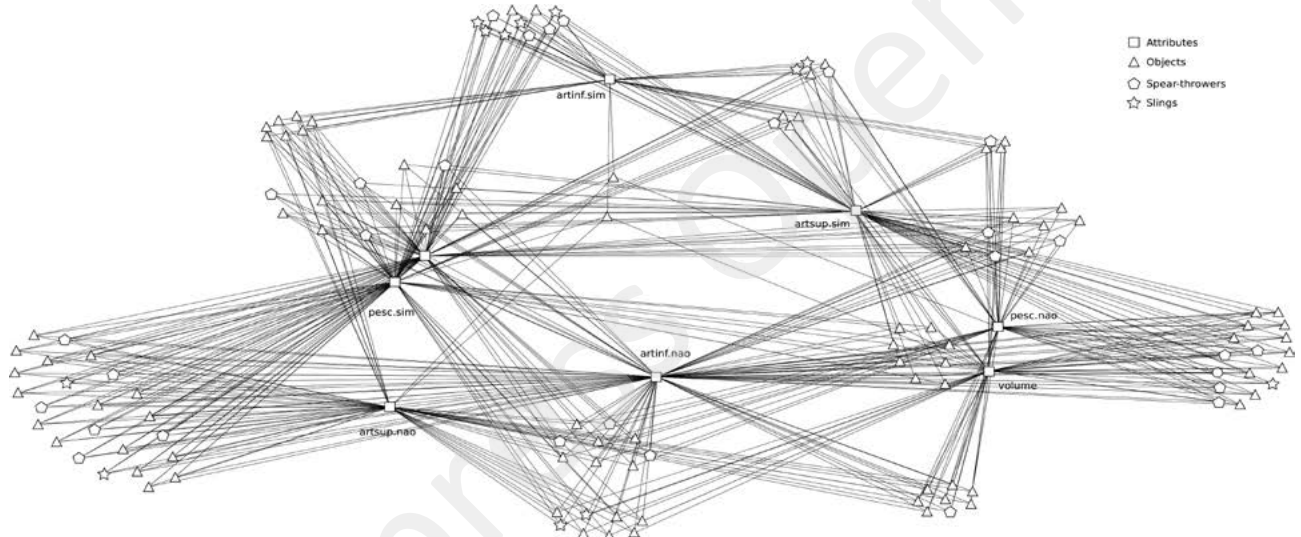 Attributes
Objects
Spear-throwers
Slings
artinf.sim
artsup.sim
pesc.sim
pesc.nao
artinf.nao
volume
artsup.nao